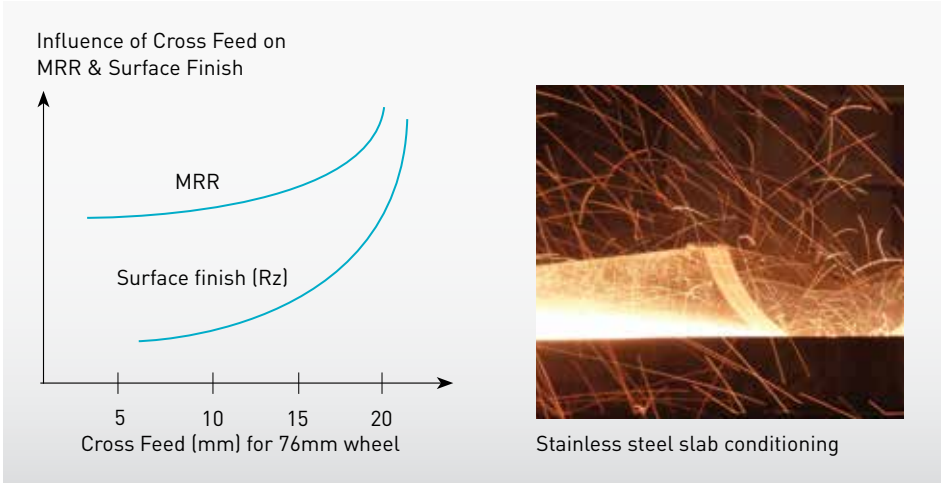 Influence of Cross Feed on
MRR & Surface Finish
MRR
Surface finish (Rz)
5 10 15 20
Cross Feed (mm) for 76mm wheel
Stainless steel slab conditioning